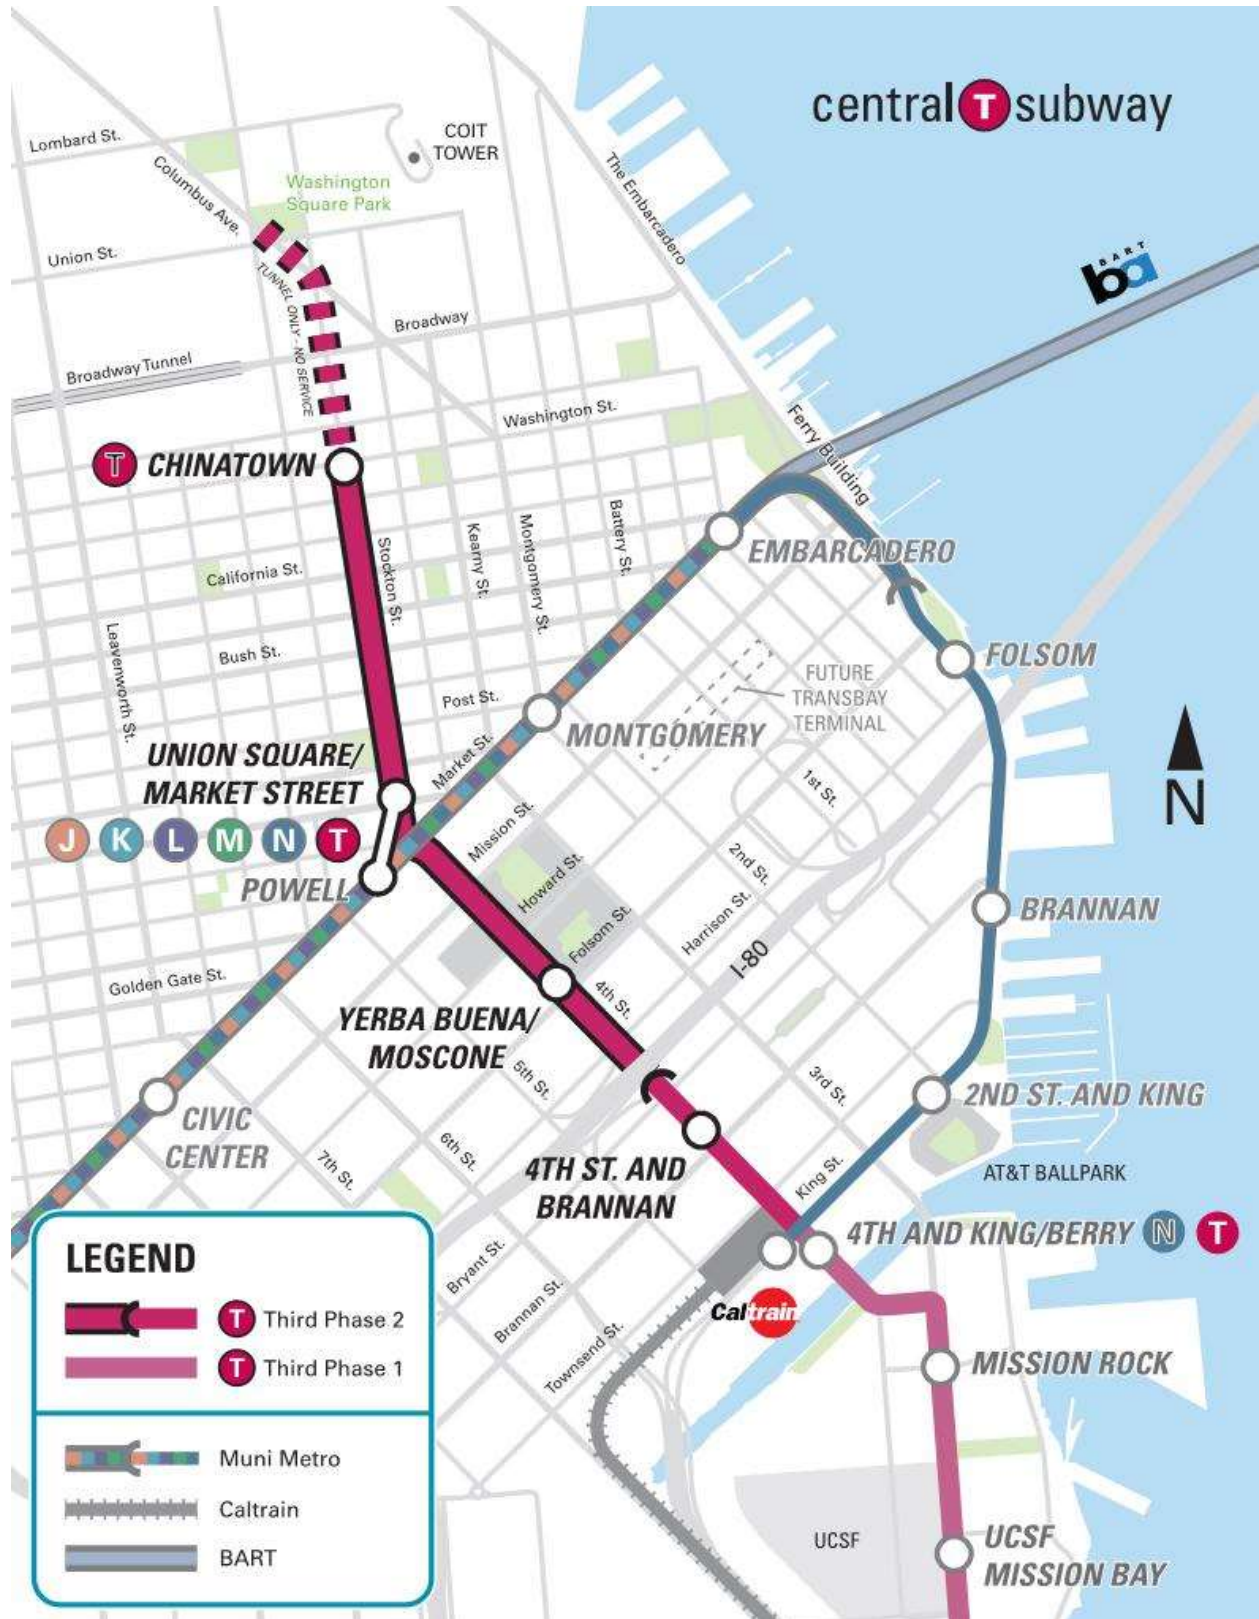 central T subway
Lombard St.
COIT
TOWER
Columbus Ave.
Washington
Square Park
The Embarcadero
Union St.
TUNNEL ONLY - NO SERVICE
BART
ba
Broadway
Broadway Tunnel
Washington St.
Ferry Building
T CHINATOWN
Stockton St.
Kearny St.
Montgomery St.
Battery St.
EMBARCADERO
California St.
Leavenworth St.
Bush St.
FOLSOM
FUTURE
TRANSBAY
TERMINAL
Post St.
MONTGOMERY
Market St.
UNION SQUARE/
MARKET STREET
J K L M N T
POWELL
1st St.
N
Mission St.
Howard St.
Folsom St.
2nd St.
Harrison St.
BRANNAN
I-80
Golden Gate St.
4th St.
YERBA BUENA/
MOSCONE
5th St.
3rd St.
2ND ST. AND KING
CIVIC
CENTER
6th St.
7th St.
4TH ST. AND
BRANNAN
King St.
AT&T BALLPARK
4TH AND KING/BERRY N T
Bryant St.
Brannan St.
Townsend St.
Caltrain
MISSION ROCK
UCSF
UCSF
MISSION BAY
LEGEND
T Third Phase 2
T Third Phase 1
Muni Metro
Caltrain
BART